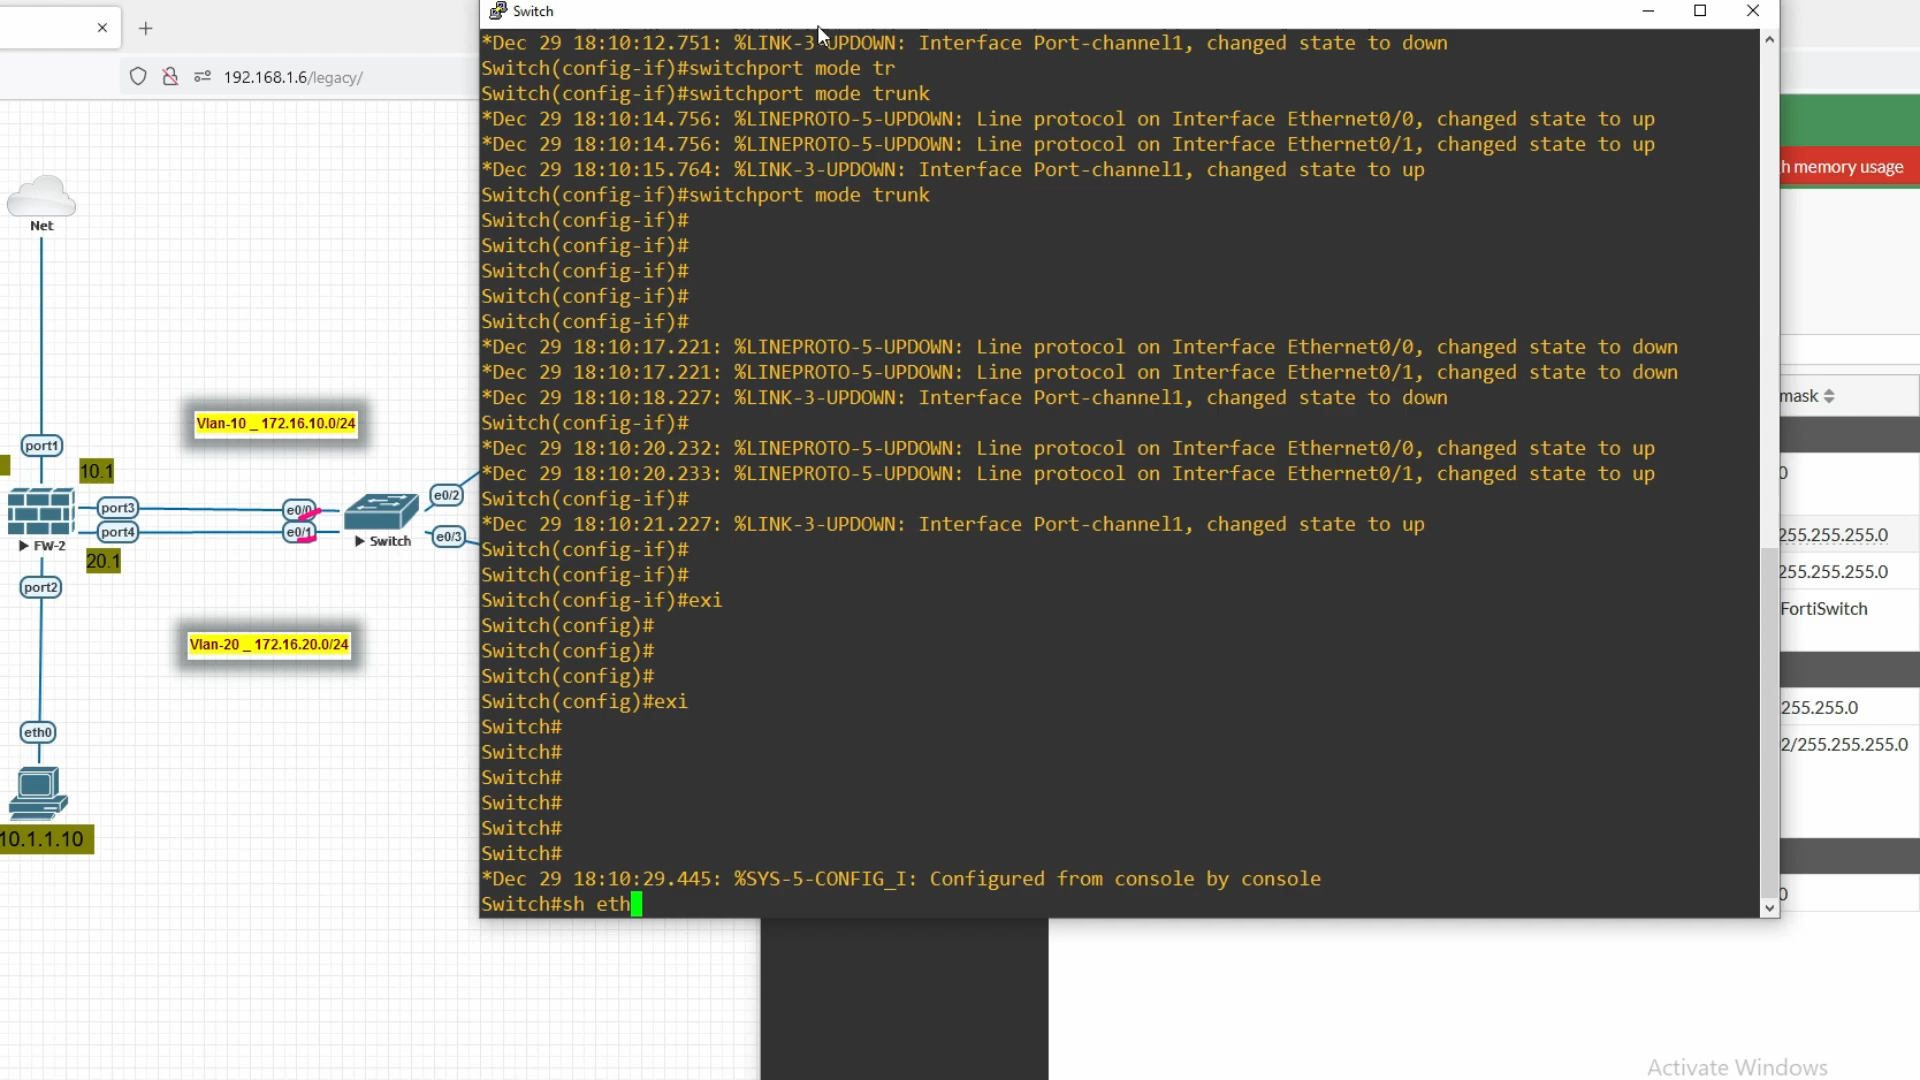 Switch
192.168.1.6/legacy/
Net
Vlan-10 _ 172.16.10.0/24
port1
10.1
port3
e0/0
e0/2
port4
e0/1
FW-2
Switch
e0/3
20.1
port2
Vlan-20 _ 172.16.20.0/24
eth0
10.1.1.10
*Dec 29 18:10:12.751: %LINK-3-UPDOWN: Interface Port-channel1, changed state to down
Switch(config-if)#switchport mode tr
Switch(config-if)#switchport mode trunk
*Dec 29 18:10:14.756: %LINEPROTO-5-UPDOWN: Line protocol on Interface Ethernet0/0, changed state to up
*Dec 29 18:10:14.756: %LINEPROTO-5-UPDOWN: Line protocol on Interface Ethernet0/1, changed state to up
*Dec 29 18:10:15.764: %LINK-3-UPDOWN: Interface Port-channel1, changed state to up
Switch(config-if)#switchport mode trunk
Switch(config-if)#
Switch(config-if)#
Switch(config-if)#
Switch(config-if)#
Switch(config-if)#
*Dec 29 18:10:17.221: %LINEPROTO-5-UPDOWN: Line protocol on Interface Ethernet0/0, changed state to down
*Dec 29 18:10:17.221: %LINEPROTO-5-UPDOWN: Line protocol on Interface Ethernet0/1, changed state to down
*Dec 29 18:10:18.227: %LINK-3-UPDOWN: Interface Port-channel1, changed state to down
Switch(config-if)#
*Dec 29 18:10:20.232: %LINEPROTO-5-UPDOWN: Line protocol on Interface Ethernet0/0, changed state to up
*Dec 29 18:10:20.233: %LINEPROTO-5-UPDOWN: Line protocol on Interface Ethernet0/1, changed state to up
Switch(config-if)#
*Dec 29 18:10:21.227: %LINK-3-UPDOWN: Interface Port-channel1, changed state to up
Switch(config-if)#
Switch(config-if)#
Switch(config-if)#exi
Switch(config)#
Switch(config)#
Switch(config)#
Switch(config)#exi
Switch#
Switch#
Switch#
Switch#
Switch#
Switch#
*Dec 29 18:10:29.445: %SYS-5-CONFIG_I: Configured from console by console
Switch#sh eth
h memory usage
mask
0
255.255.255.0
255.255.255.0
FortiSwitch
255.255.0
2/255.255.255.0
0
Activate Windows